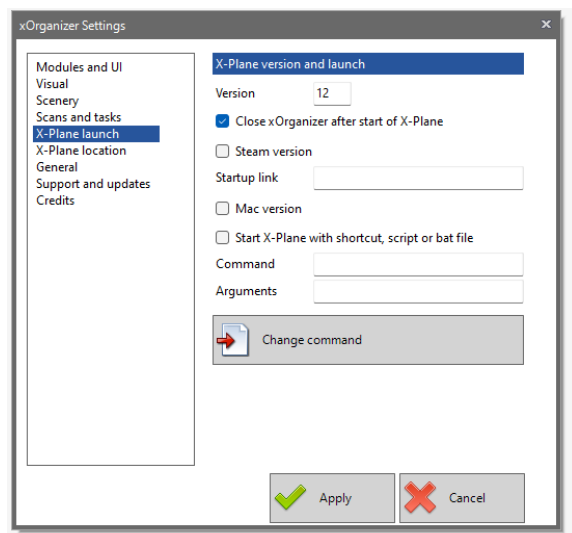 xOrganizer Settings
Modules and UI
Visual
Scenery
Scans and tasks
X-Plane launch
X-Plane location
General
Support and updates
Credits
X-Plane version and launch
Version 12
Close xOrganizer after start of X-Plane
Steam version
Startup link
Mac version
Start X-Plane with shortcut, script or bat file
Command
Arguments
Change command
Apply
Cancel